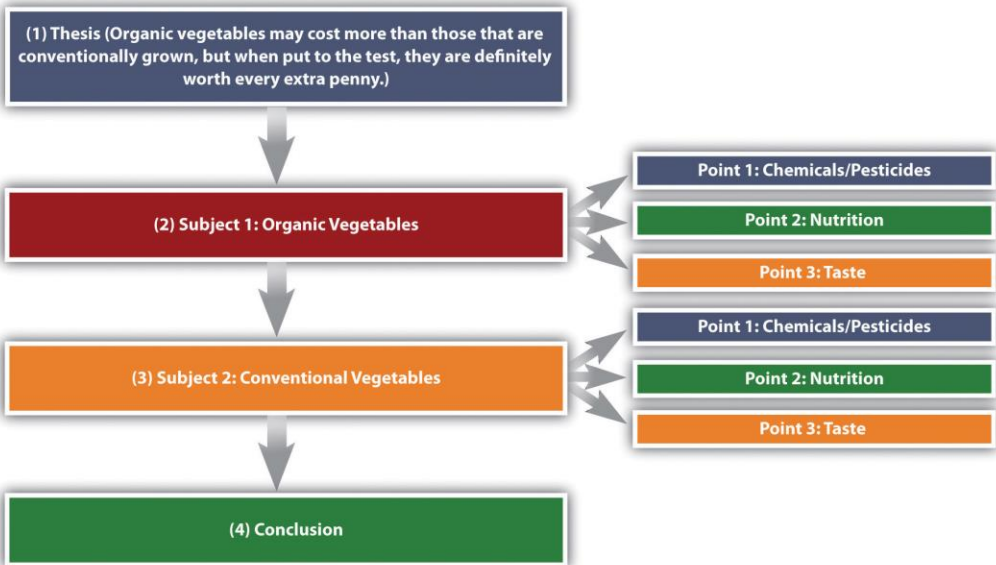 (1) Thesis (Organic vegetables may cost more than those that are
conventionally grown, but when put to the test, they are definitely
worth every extra penny.)
(2) Subject 1: Organic Vegetables
Point 1: Chemicals/Pesticides
Point 2: Nutrition
Point 3: Taste
(3) Subject 2: Conventional Vegetables
Point 1: Chemicals/Pesticides
Point 2: Nutrition
Point 3: Taste
(4) Conclusion